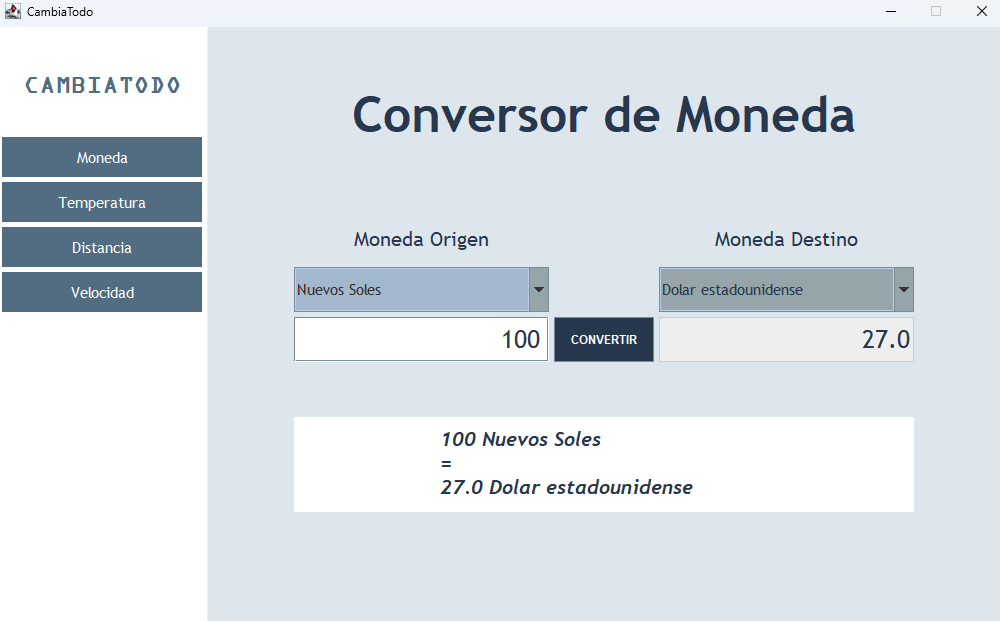 CambiaTodo
CAMBIATODO
Moneda
Temperatura
Distancia
Velocidad
Conversor de Moneda
Moneda Origen
Moneda Destino
Nuevos Soles
Dolar estadounidense
100
CONVERTIR
27.0
100 Nuevos Soles
=
27.0 Dolar estadounidense